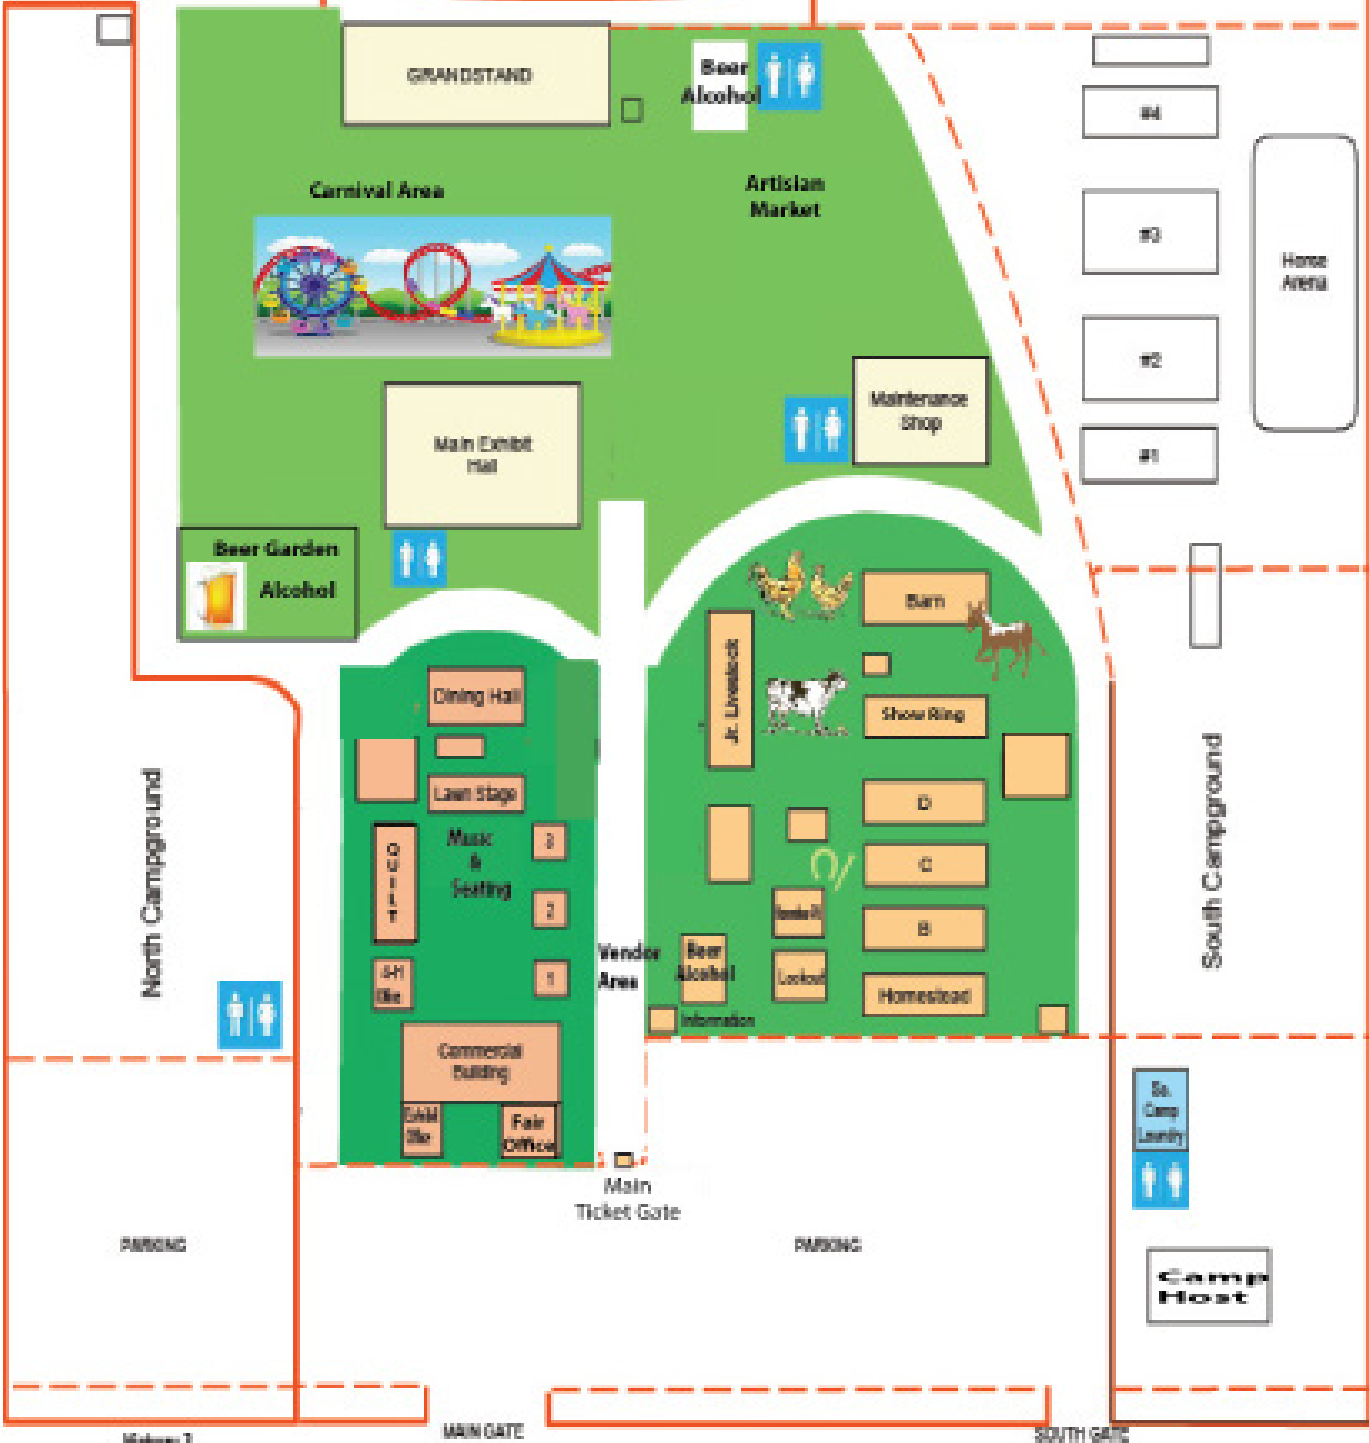 GRANDSTAND
Beer
Alcohol
#4
Carnival Area
Artisian
Market
#3
Horse
Arena
#2
Maintenance
Shop
Main Exhibit
Hall
#1
Beer Garden
Alcohol
Barn
Jr. Livestock
Dining Hall
Show Ring
Lawn Stage
D
Music
&
Seating
3
QUILT
C
2
B
North Campground
South Campground
Vendor
Area
Beer
Alcohol
Lookout
4-H
1
Homestead
Information
Commercial
Building
Fair
Office
So.
Camp
Laundry
Main
Ticket Gate
PARKING
PARKING
Camp
Host
MAIN GATE
SOUTH GATE